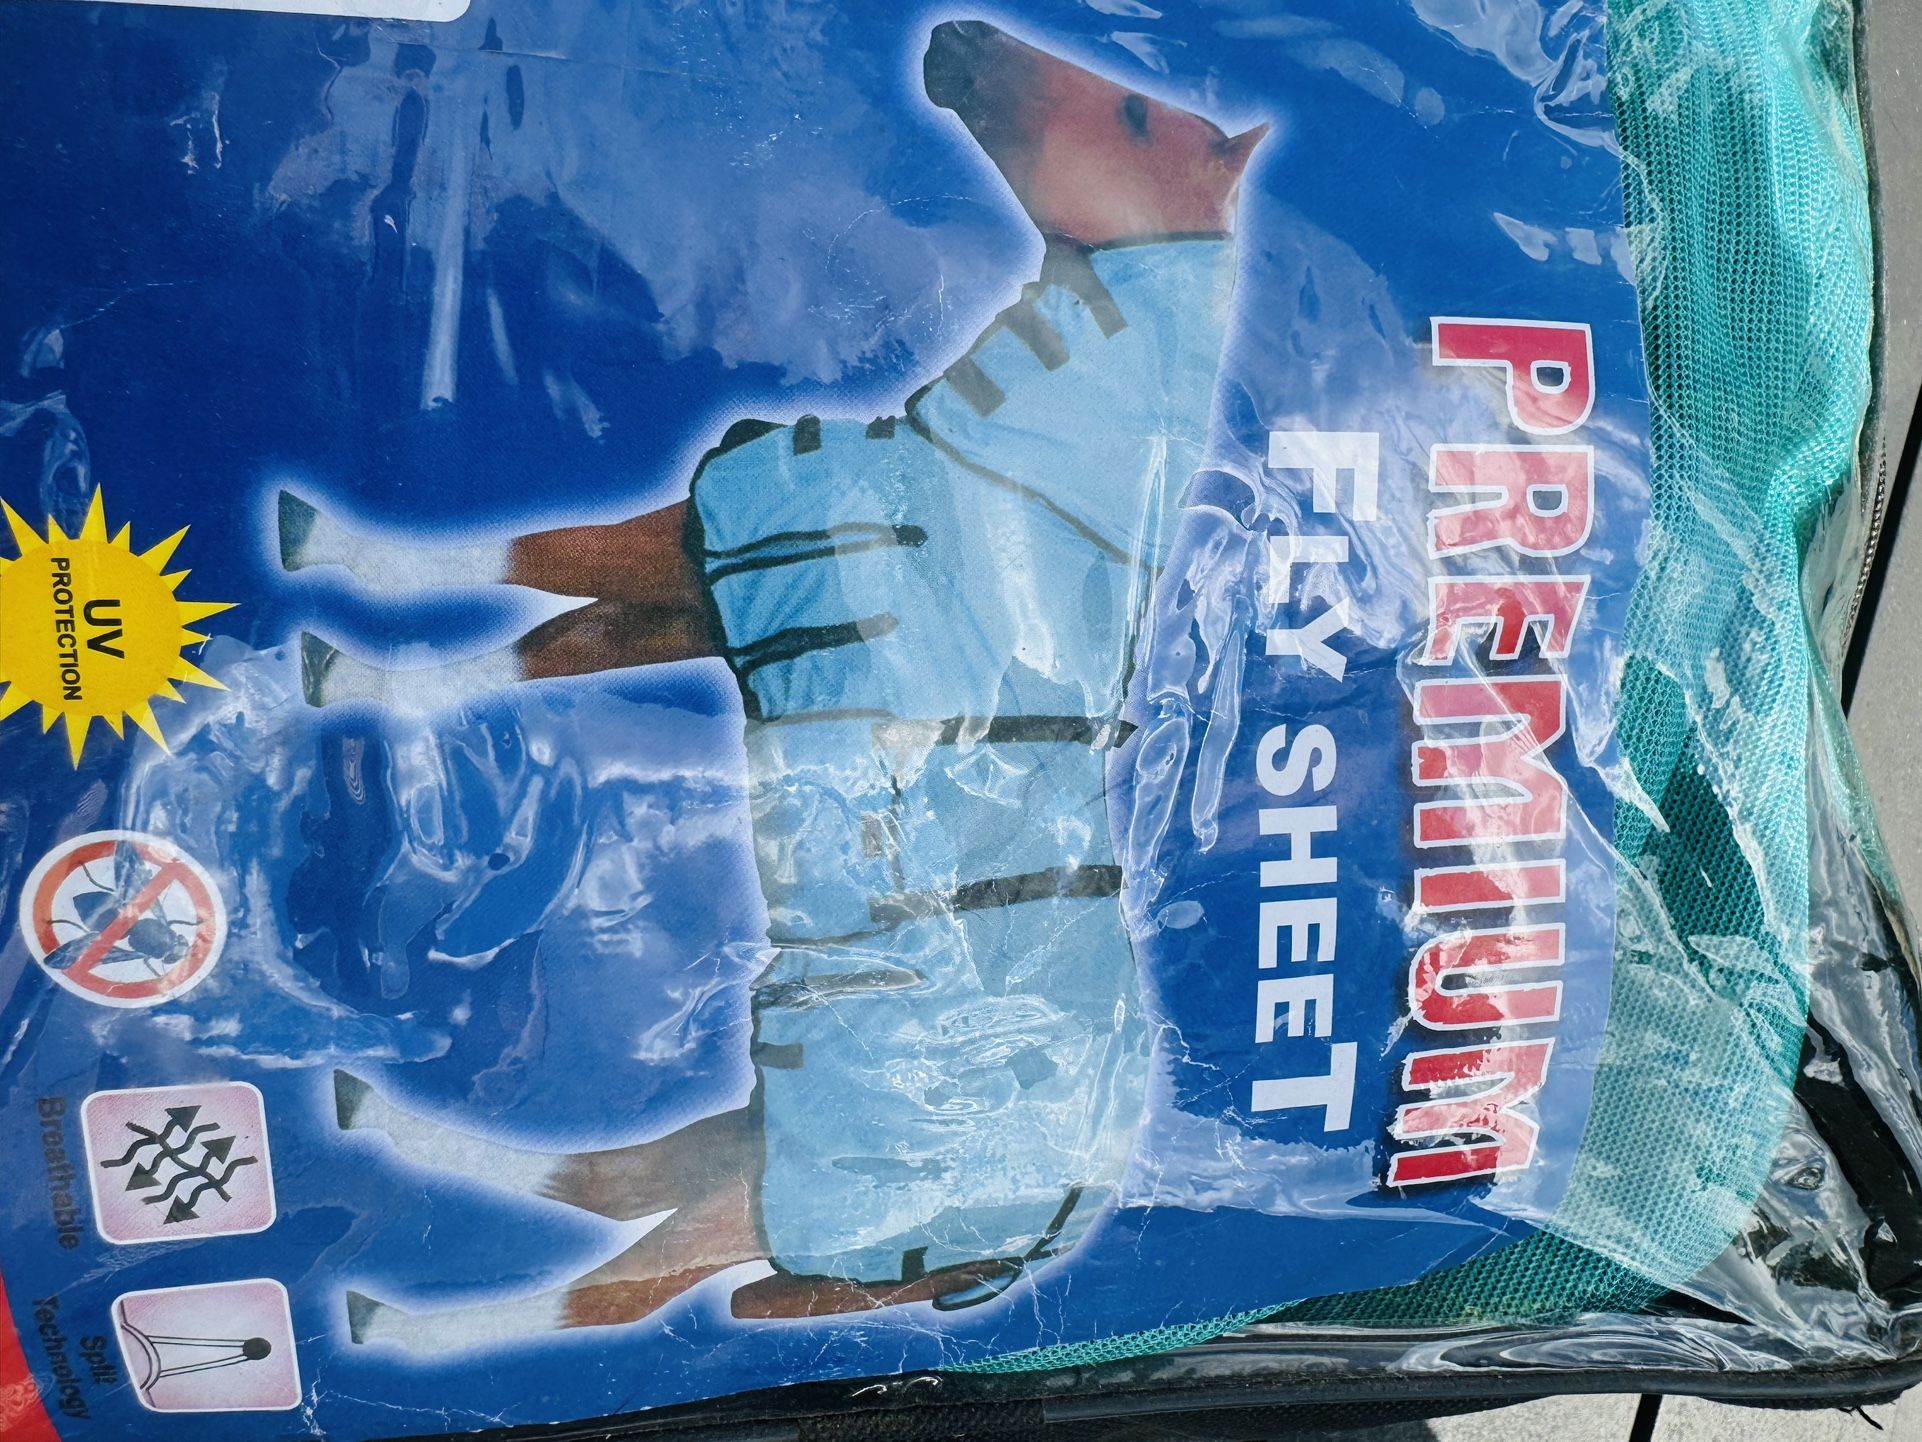 PREMIUM
FLY SHEET
UV
PROTECTION
Breathable
Split
Technology